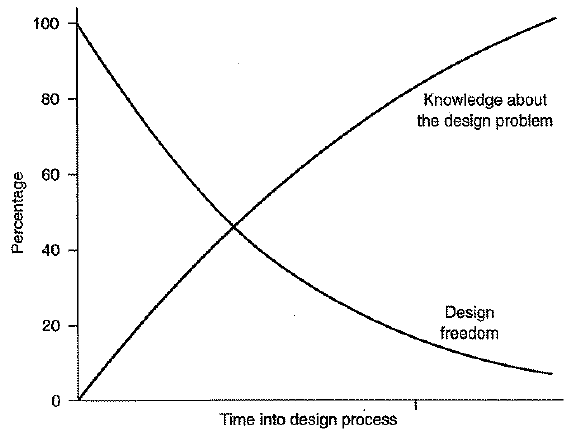 100
80
60
40
20
0
Percentage
Knowledge about
the design problem
Design
freedom
Time into design process